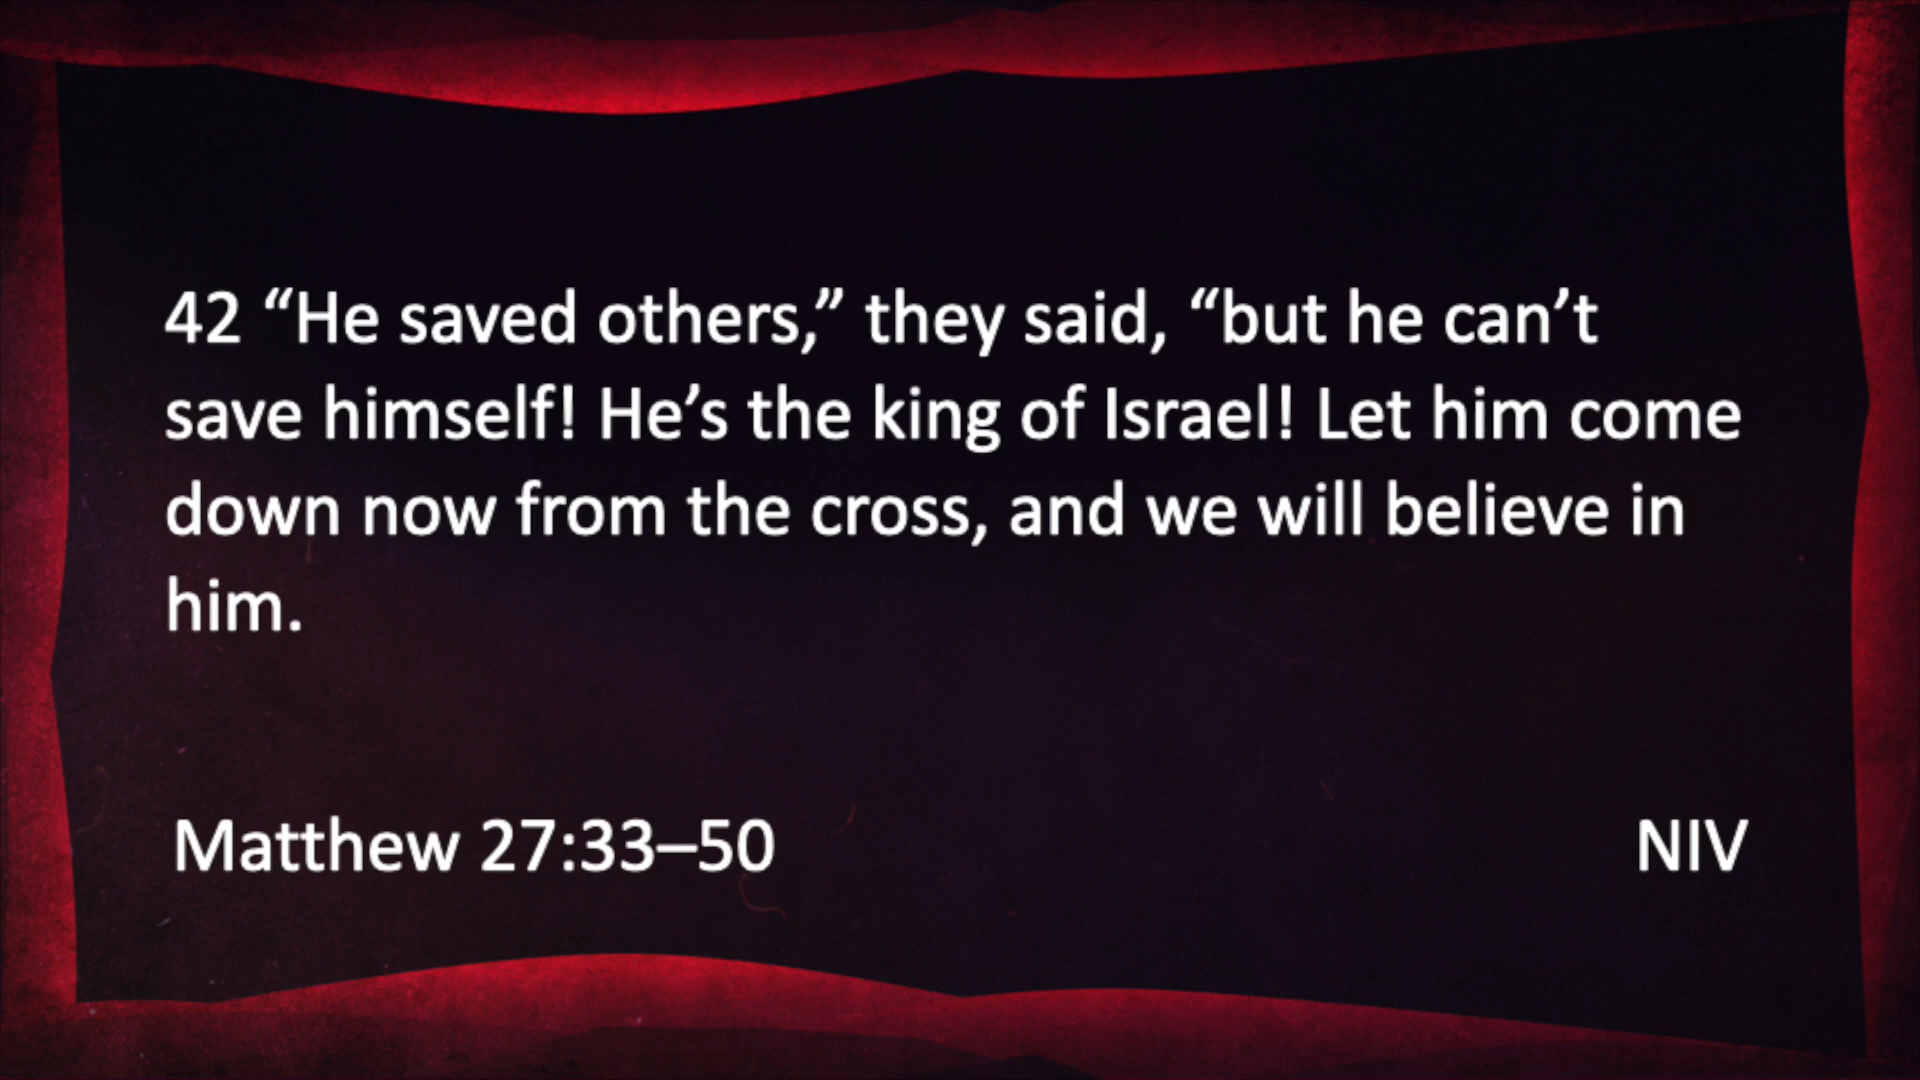 42 “He saved others,” they said, “but he can’t
save himself! He’s the king of Israel! Let him come
down now from the cross, and we will believe in
him.
Matthew 27:33–50
NIV